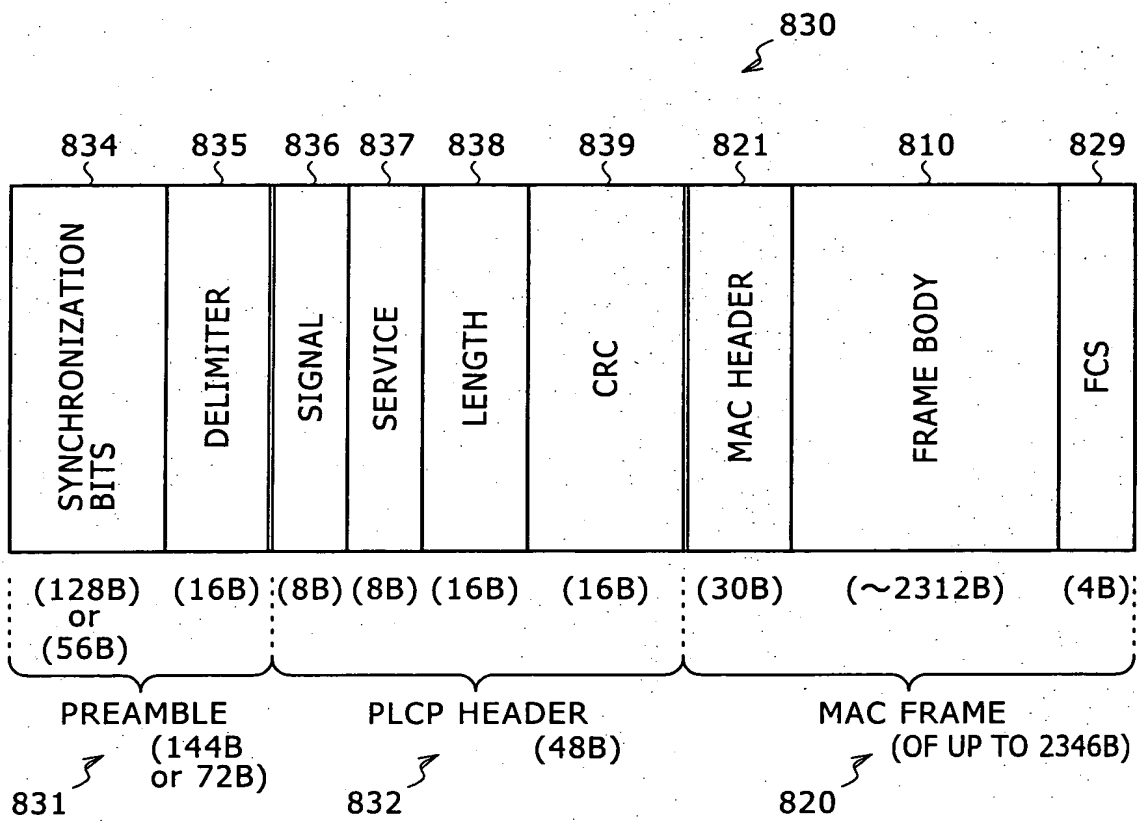 830
834 835 836 837 838 839 821 810 829
SYNCHRONIZATION
BITS
DELIMITER
SIGNAL
SERVICE
LENGTH
CRC
MAC HEADER
FRAME BODY
FCS
(128B) (16B) (8B) (8B) (16B) (16B) (30B) (~2312B) (4B)
or
(56B)
PREAMBLE
(144B
or 72B)
831
PLCP HEADER
(48B)
832
MAC FRAME
(OF UP TO 2346B)
820